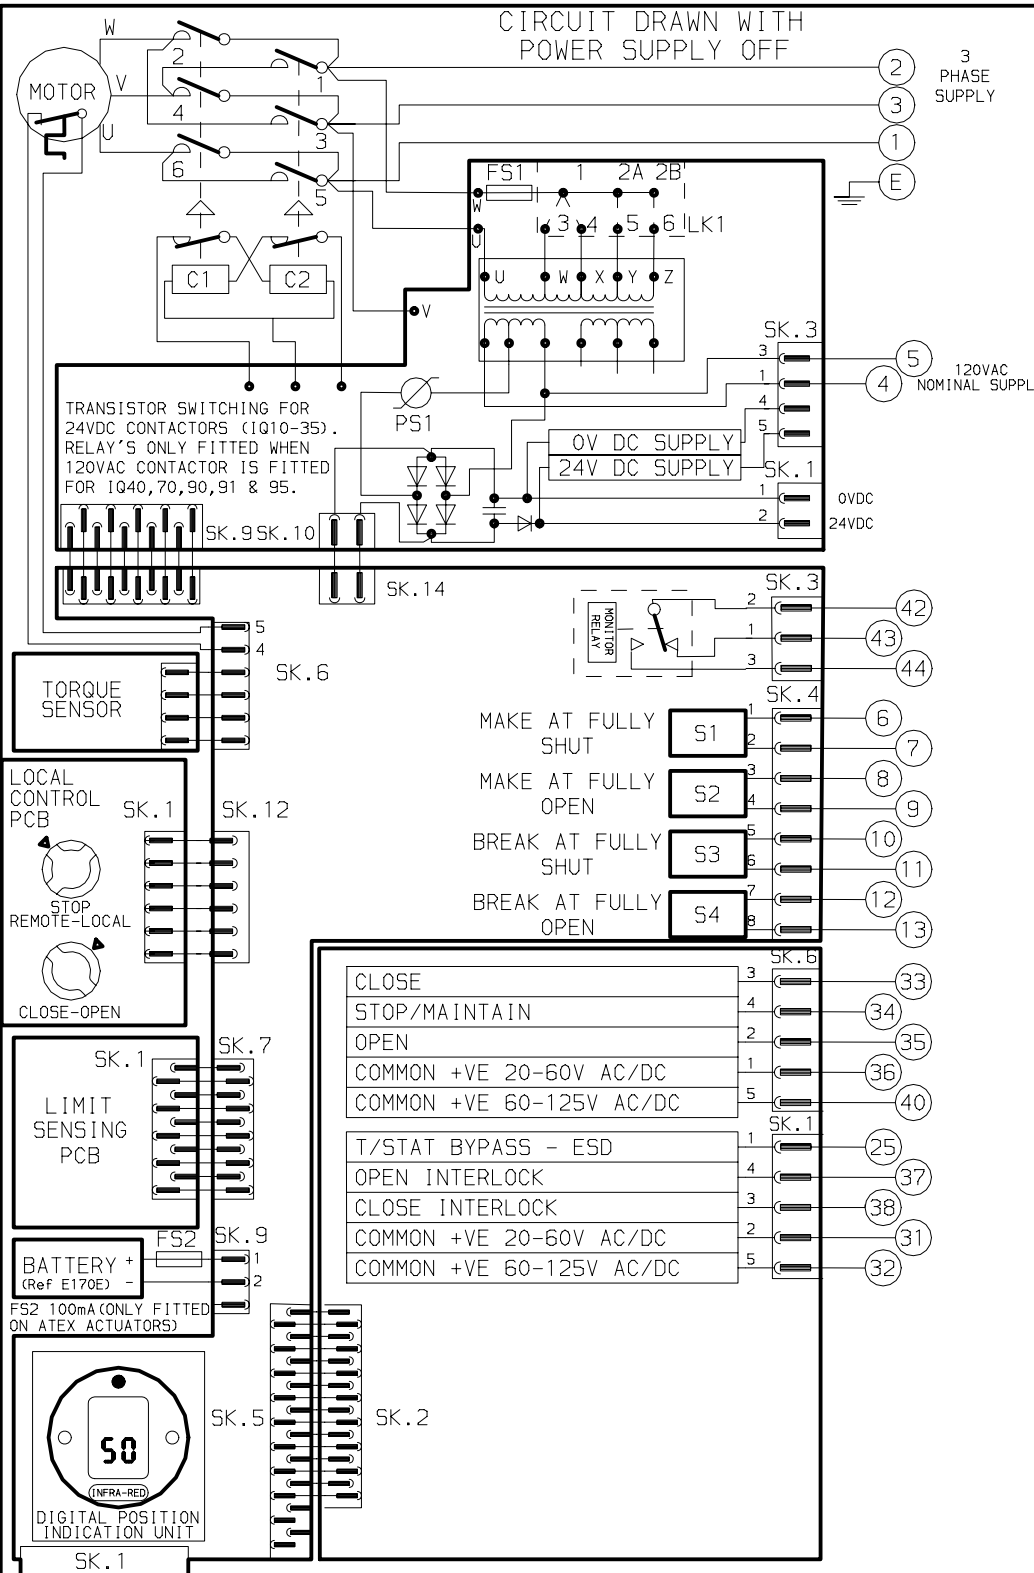 CIRCUIT DRAWN WITH
POWER SUPPLY OFF
W
V
U
MOTOR
2
4
6
1
3
5
2
3
1
E
3
PHASE
SUPPLY
FS1
1 2A 2B
3 4 5 6 LK1
W
U
V
U W X Y Z
C1 C2
PS1
SK.3
3
1
4
5
5
4
120VAC
NOMINAL SUPPL
TRANSISTOR SWITCHING FOR
24VDC CONTACTORS (IQ10-35).
RELAY'S ONLY FITTED WHEN
120VAC CONTACTOR IS FITTED
FOR IQ40,70,90,91 & 95.
0V DC SUPPLY
24V DC SUPPLY
SK.1
1 0VDC
2 24VDC
SK.9 SK.10
SK.14
5
4
SK.6
TORQUE
SENSOR
MONITOR
RELAY
SK.3
2 42
1 43
3 44
SK.4
MAKE AT FULLY
SHUT
S1
1 6
2 7
MAKE AT FULLY
OPEN
S2
3 8
4 9
BREAK AT FULLY
SHUT
S3
5 10
6 11
BREAK AT FULLY
OPEN
S4
7 12
8 13
LOCAL
CONTROL
PCB
SK.1 SK.12
STOP
REMOTE-LOCAL
CLOSE-OPEN
SK.6
CLOSE 3 33
STOP/MAINTAIN 4 34
OPEN 2 35
COMMON +VE 20-60V AC/DC 1 36
COMMON +VE 60-125V AC/DC 5 40
SK.1
T/STAT BYPASS - ESD 1 25
OPEN INTERLOCK 4 37
CLOSE INTERLOCK 3 38
COMMON +VE 20-60V AC/DC 2 31
COMMON +VE 60-125V AC/DC 5 32
SK.1 SK.7
LIMIT
SENSING
PCB
FS2 SK.9
BATTERY +
(Ref E170E) -
1
2
FS2 100mA(ONLY FITTED
ON ATEX ACTUATORS)
50
INFRA-RED
DIGITAL POSITION
INDICATION UNIT
SK.1
SK.5
SK.2